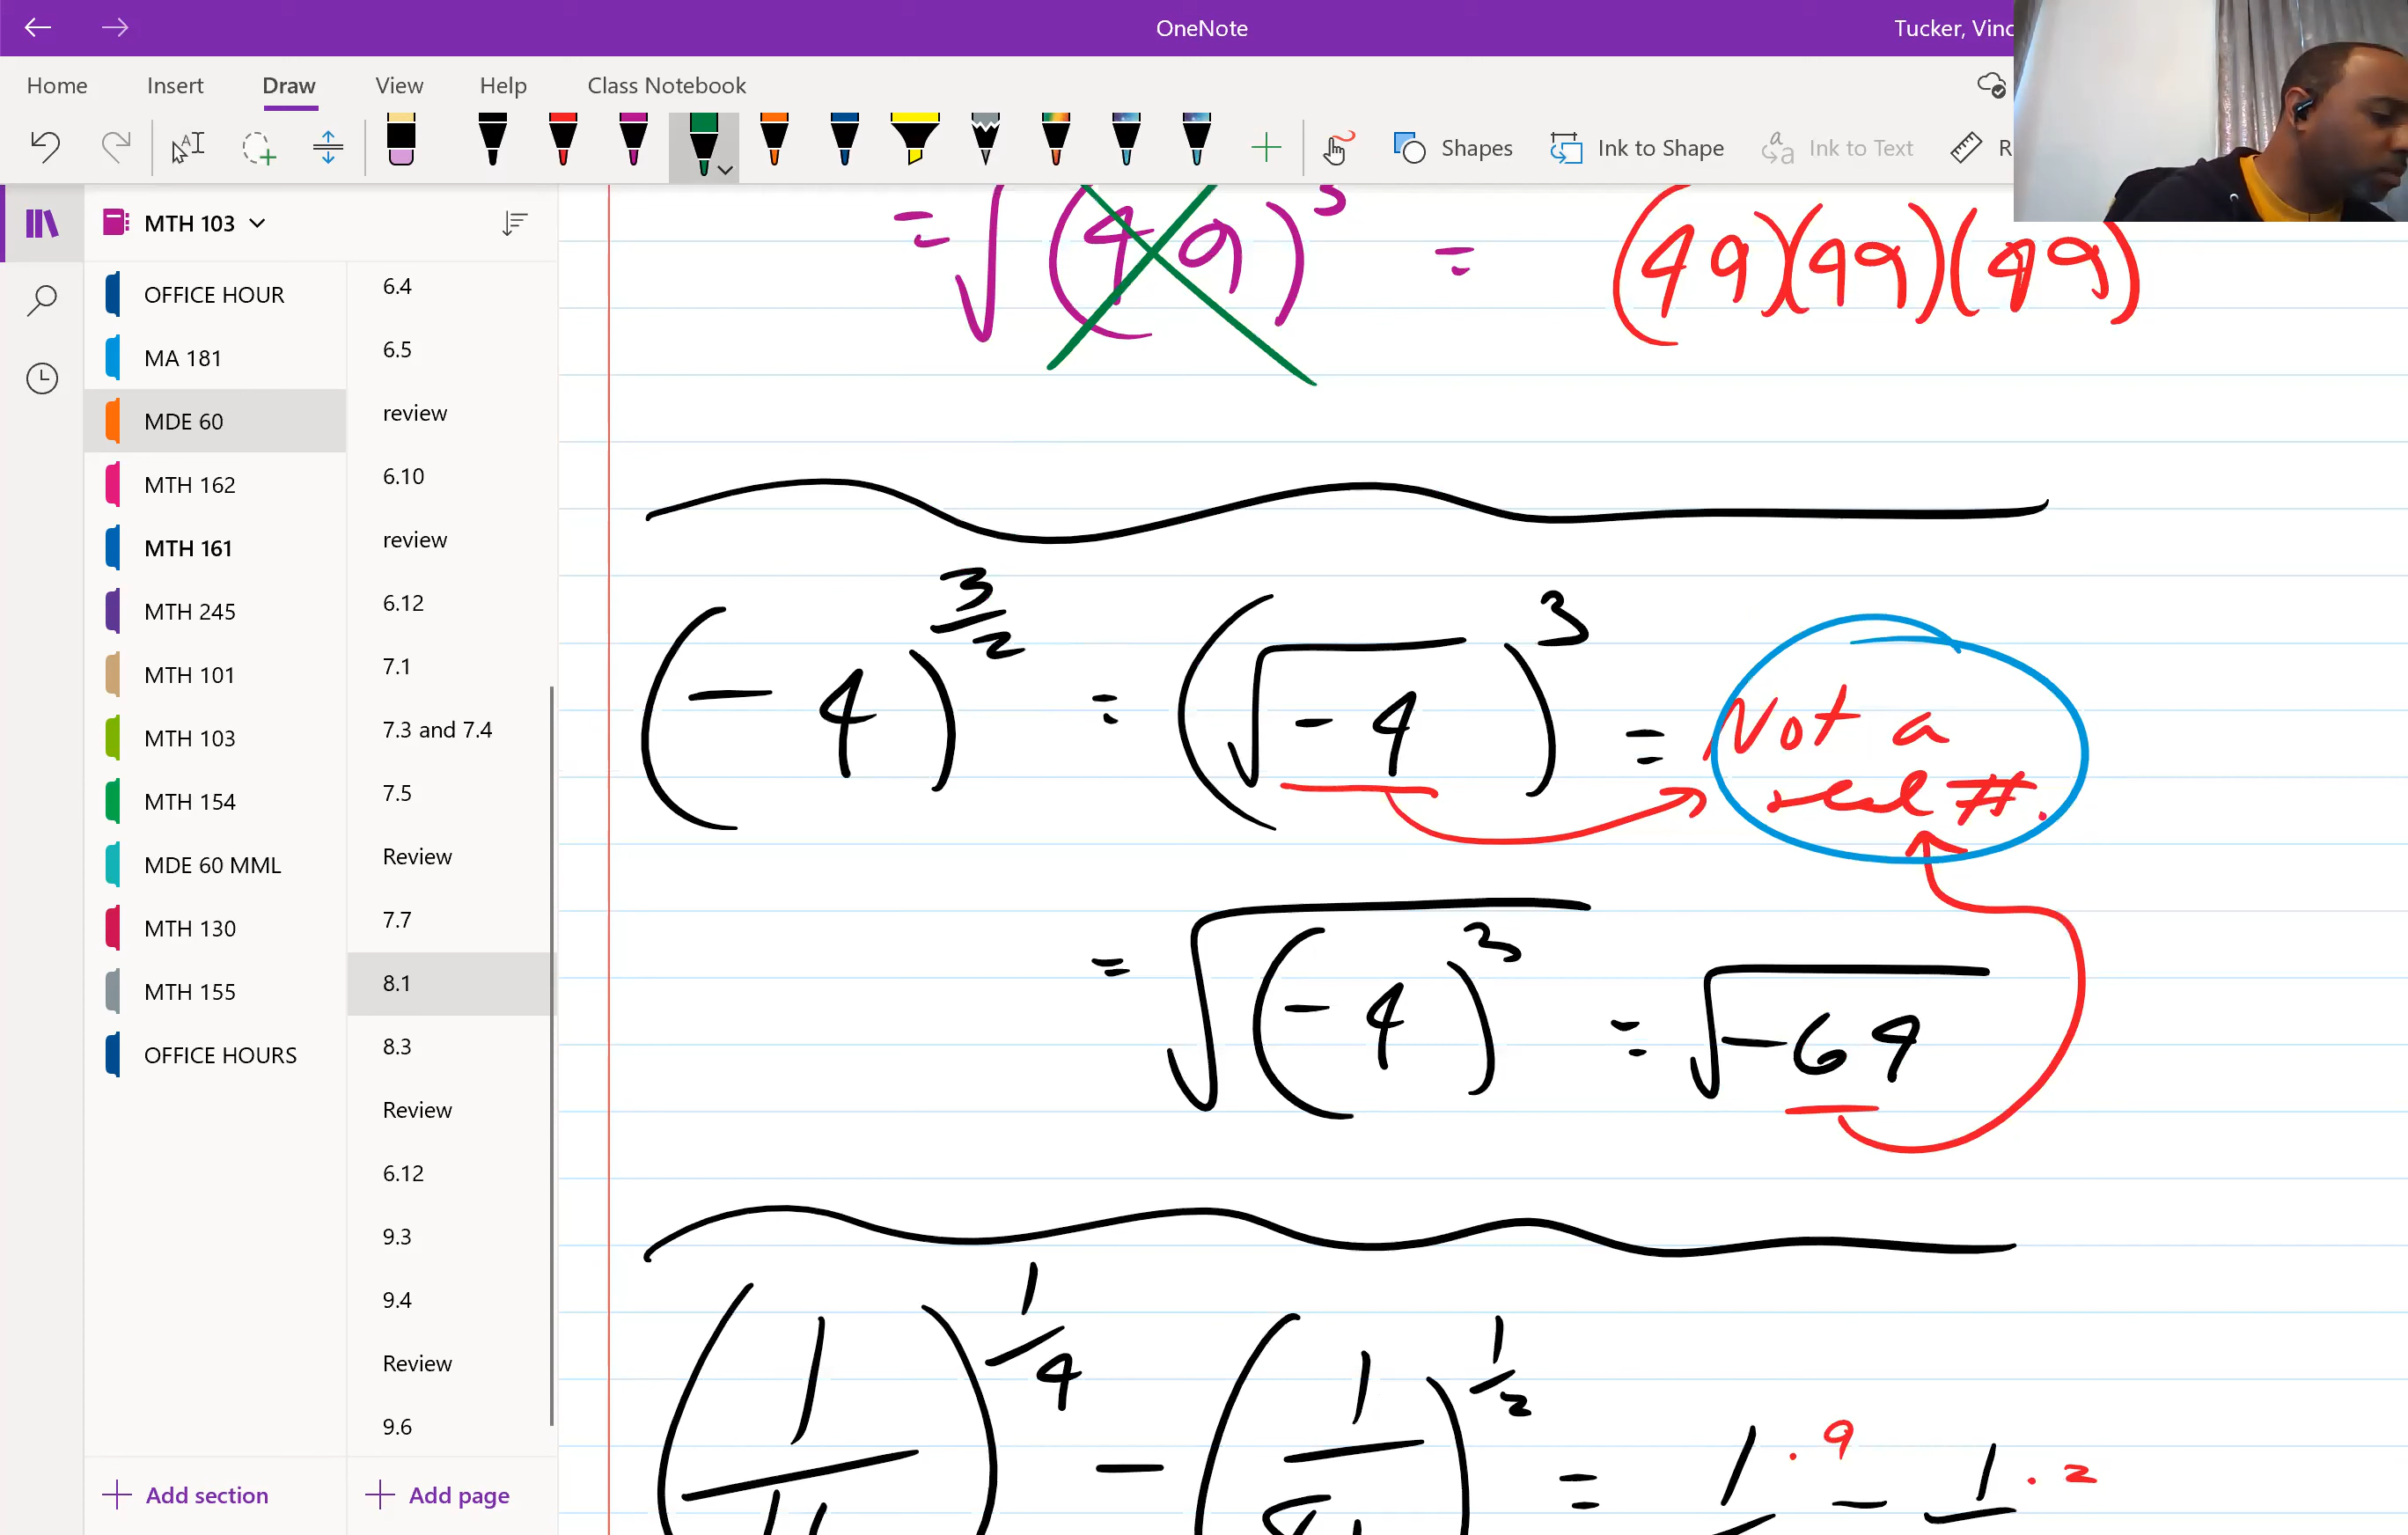 OneNote
Tucker, Vinc
Home Insert Draw View Help Class Notebook
Shapes Ink to Shape Ink to Text R
MTH 103
OFFICE HOUR
MA 181
MDE 60
MTH 162
MTH 161
MTH 245
MTH 101
MTH 103
MTH 154
MDE 60 MML
MTH 130
MTH 155
OFFICE HOURS
Add section
6.4
6.5
review
6.10
review
6.12
7.1
7.3 and 7.4
7.5
Review
7.7
8.1
8.3
Review
6.12
9.3
9.4
Review
9.6
Add page
= √(49)³ = (49)(49)(49)
(-4)^3/2 = (√-4)³ = Not a
real #.
= √(-4)³ = √-64